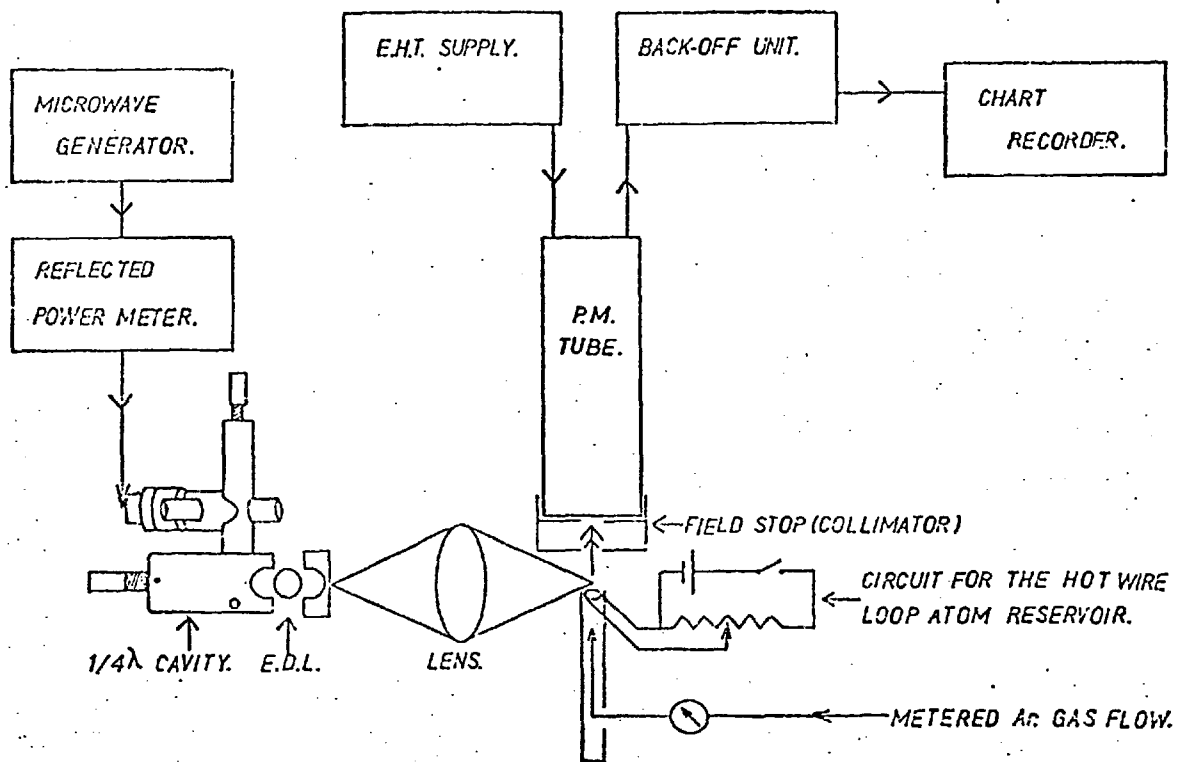 E.H.T. SUPPLY.
BACK-OFF UNIT.
MICROWAVE
GENERATOR.
CHART
RECORDER.
REFLECTED
POWER METER.
P.M.
TUBE.
FIELD STOP (COLLIMATOR)
CIRCUIT FOR THE HOT WIRE
LOOP ATOM RESERVOIR.
1/4λ CAVITY.
E.D.L.
LENS.
METERED Ar. GAS FLOW.